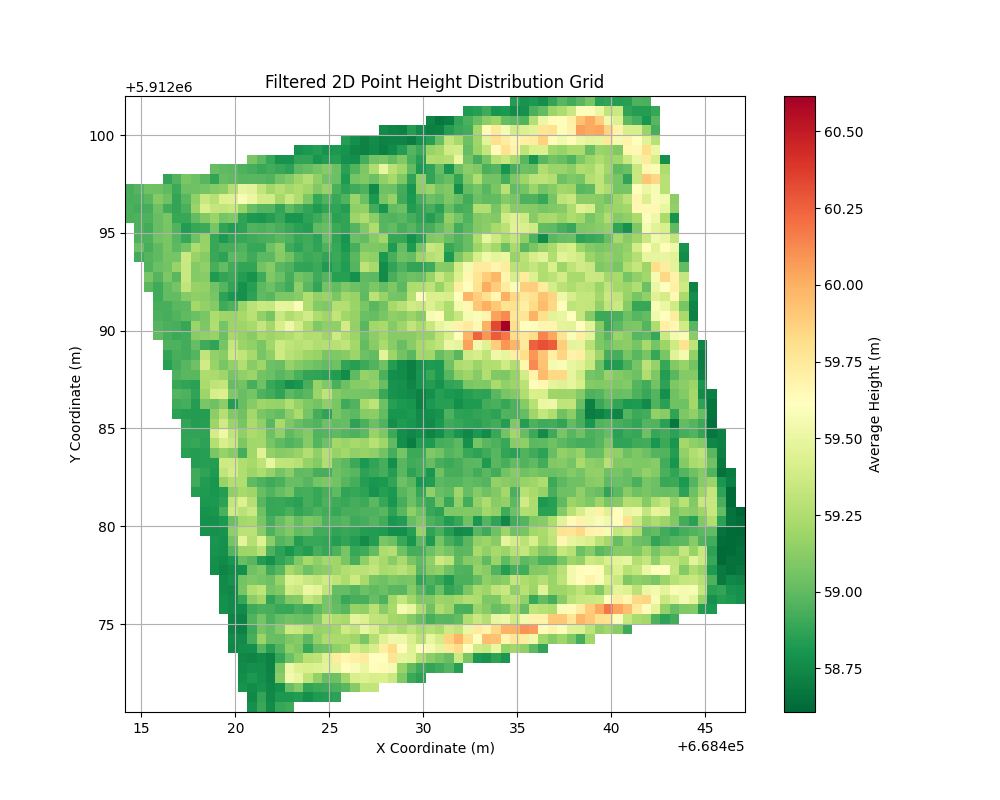 Filtered 2D Point Height Distribution Grid
+5.912e6
100
95
90
85
80
75
Y Coordinate (m)
15 20 25 30 35 40 45
+6.684e5
X Coordinate (m)
60.50
60.25
60.00
59.75
59.50
59.25
59.00
58.75
Average Height (m)